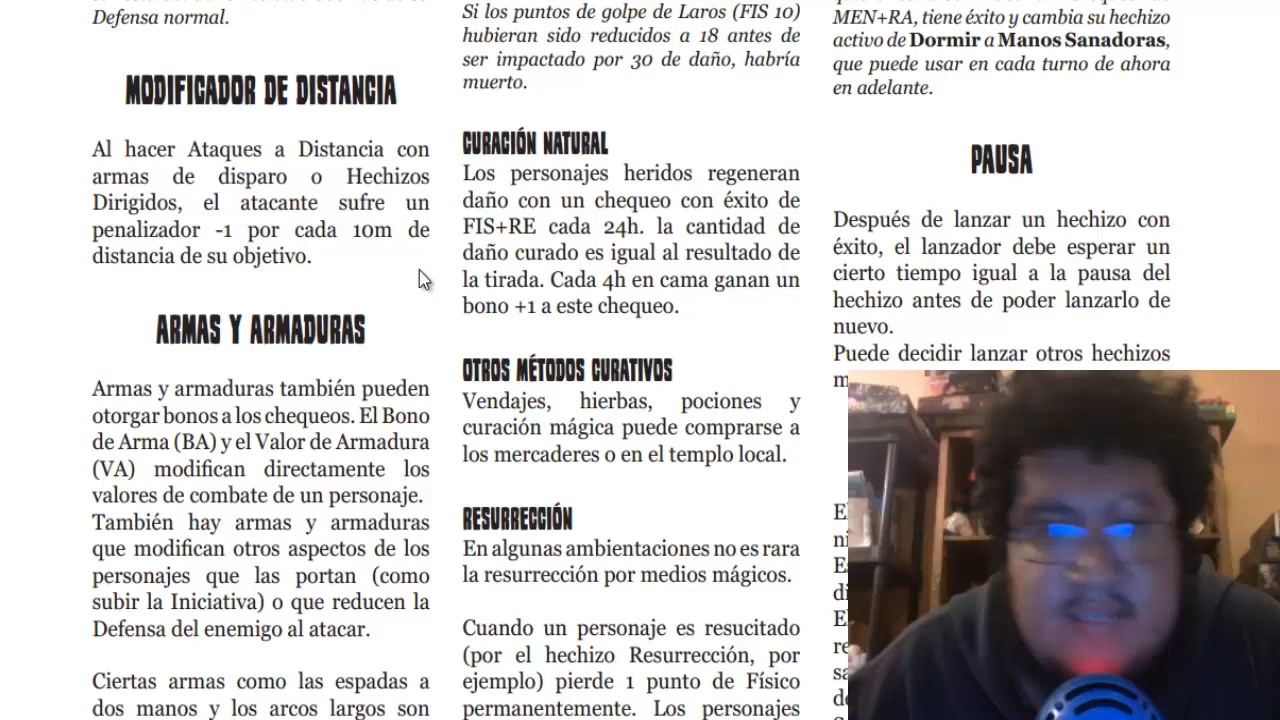 Defensa normal.
MODIFICADOR DE DISTANCIA
Al hacer Ataques a Distancia con
armas de disparo o Hechizos
Dirigidos, el atacante sufre un
penalizador -1 por cada 10m de
distancia de su objetivo.
ARMAS Y ARMADURAS
Armas y armaduras también pueden
otorgar bonos a los chequeos. El Bono
de Arma (BA) y el Valor de Armadura
(VA) modifican directamente los
valores de combate de un personaje.
También hay armas y armaduras
que modifican otros aspectos de los
personajes que las portan (como
subir la Iniciativa) o que reducen la
Defensa del enemigo al atacar.
Ciertas armas como las espadas a
dos manos y los arcos largos son
Si los puntos de golpe de Laros (FIS 10)
hubieran sido reducidos a 18 antes de
ser impactado por 30 de daño, habría
muerto.
CURACIÓN NATURAL
Los personajes heridos regeneran
daño con un chequeo con éxito de
FIS+RE cada 24h. la cantidad de
daño curado es igual al resultado de
la tirada. Cada 4h en cama ganan un
bono +1 a este chequeo.
OTROS MÉTODOS CURATIVOS
Vendajes, hierbas, pociones y
curación mágica puede comprarse a
los mercaderes o en el templo local.
RESURRECCIÓN
En algunas ambientaciones no es rara
la resurrección por medios mágicos.
Cuando un personaje es resucitado
(por el hechizo Resurrección, por
ejemplo) pierde 1 punto de Físico
permanentemente. Los personajes
MEN+RA, tiene éxito y cambia su hechizo
activo de Dormir a Manos Sanadoras,
que puede usar en cada turno de ahora
en adelante.
PAUSA
Después de lanzar un hechizo con
éxito, el lanzador debe esperar un
cierto tiempo igual a la pausa del
hechizo antes de poder lanzarlo de
nuevo.
Puede decidir lanzar otros hechizos